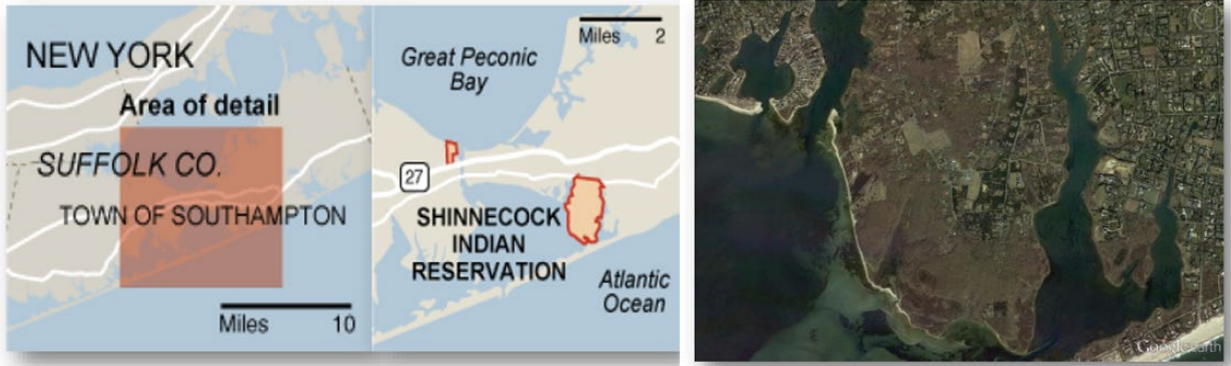 NEW YORK
Area of detail
SUFFOLK CO.
TOWN OF SOUTHAMPTON
Miles 10
Miles 2
Great Peconic
Bay
27
SHINNECOCK
INDIAN
RESERVATION
Atlantic
Ocean
Google earth